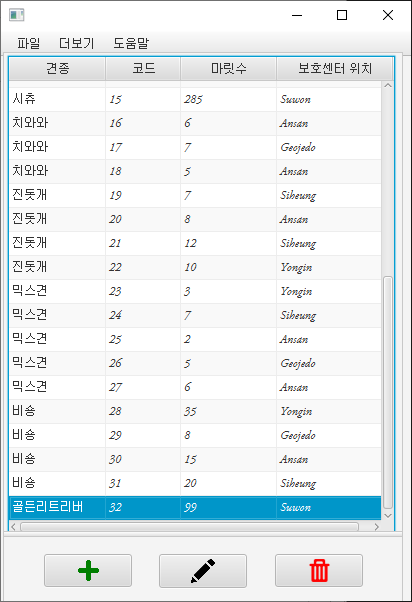 파일 더보기 도움말
견종 코드 마릿수 보호센터 위치
시츄 15 285 Suwon
치와와 16 6 Ansan
치와와 17 7 Geojedo
치와와 18 5 Ansan
진돗개 19 7 Siheung
진돗개 20 8 Ansan
진돗개 21 12 Siheung
진돗개 22 10 Yongin
믹스견 23 3 Yongin
믹스견 24 7 Siheung
믹스견 25 2 Ansan
믹스견 26 5 Geojedo
믹스견 27 6 Ansan
비숑 28 35 Yongin
비숑 29 8 Geojedo
비숑 30 15 Ansan
비숑 31 20 Siheung
골든리트리버 32 99 Suwon